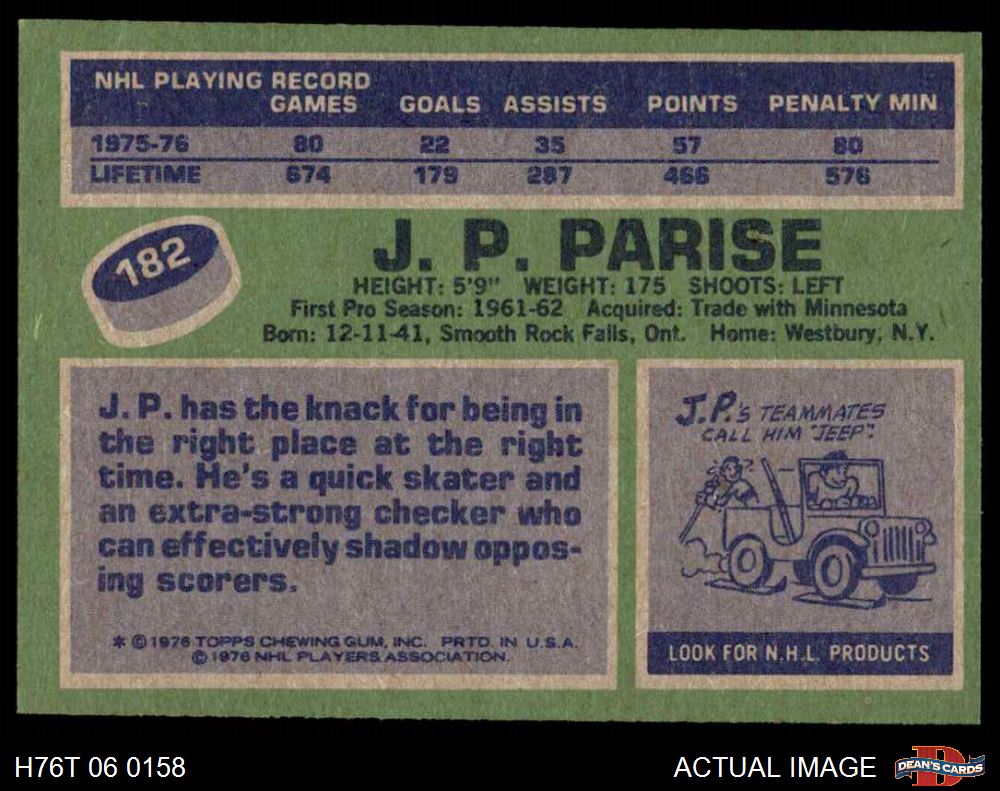 NHL PLAYING RECORD
GAMES GOALS ASSISTS POINTS PENALTY MIN
1975-76 80 22 35 57 80
LIFETIME 674 179 287 466 576
182
J. P. PARISE
HEIGHT: 5'9" WEIGHT: 175 SHOOTS: LEFT
First Pro Season: 1961-62 Acquired: Trade with Minnesota
Born: 12-11-41, Smooth Rock Falls, Ont. Home: Westbury, N.Y.
J. P. has the knack for being in
the right place at the right
time. He's a quick skater and
an extra-strong checker who
can effectively shadow oppos-
ing scorers.
* © 1976 TOPPS CHEWING GUM, INC. PRTD. IN U.S.A.
© 1976 NHL PLAYERS ASSOCIATION.
J.P.'S TEAMMATES
CALL HIM "JEEP".
LOOK FOR N.H.L. PRODUCTS
H76T 06 0158
ACTUAL IMAGE
DEAN'S CARDS